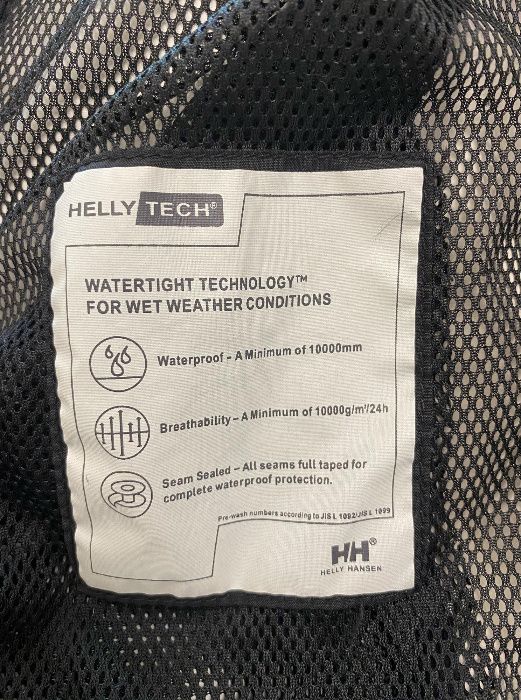 HELLY TECH®
WATERTIGHT TECHNOLOGY™
FOR WET WEATHER CONDITIONS
Waterproof - A Minimum of 10000mm
Breathability - A Minimum of 10000g/m²/24h
Seam Sealed - All seams full taped for
complete waterproof protection.
Pre-wash numbers according to JIS L 1092/JIS L 1099
HH®
HELLY HANSEN